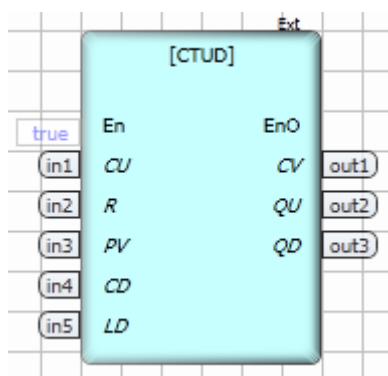 Ext
[CTUD]
true En EnO
in1 CU CV out1
in2 R QU out2
in3 PV QD out3
in4 CD
in5 LD